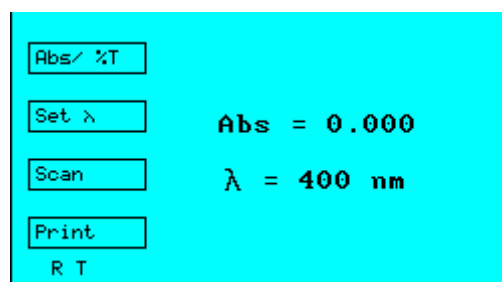 Abs/ %T
Set λ
Abs = 0.000
Scan
λ = 400 nm
Print
R T